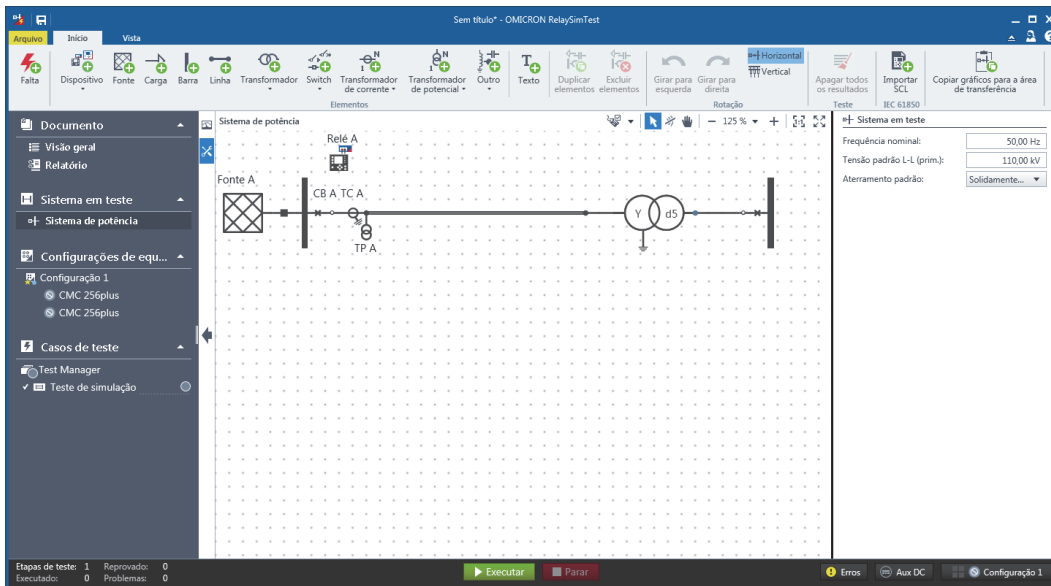 Sem título* - OMICRON RelaySimTest
Arquivo Início Vista
Falta Dispositivo Fonte Carga Barra Linha Transformador Switch Transformador de corrente Transformador de potencial Outro Texto Duplicar elementos Excluir elementos Girar para esquerda Girar para direita Horizontal Vertical Apagar todos os resultados Importar SCL Copiar gráficos para a área de transferência
Elementos Rotação Teste IEC 61850
Documento
Visão geral
Relatório
Sistema em teste
Sistema de potência
Configurações de equ...
Configuração 1
CMC 256plus
CMC 256plus
Casos de teste
Test Manager
Teste de simulação
Sistema de potência 125 %
Relé A
Fonte A
CB A TC A
Y d5
TP A
Sistema em teste
Frequência nominal: 50,00 Hz
Tensão padrão L-L (prim.): 110,00 kV
Aterramento padrão: Solidamente...
Etapas de teste: 1 Reprovado: 0
Executado: 0 Problemas: 0
Executar Parar
Erros Aux DC Configuração 1